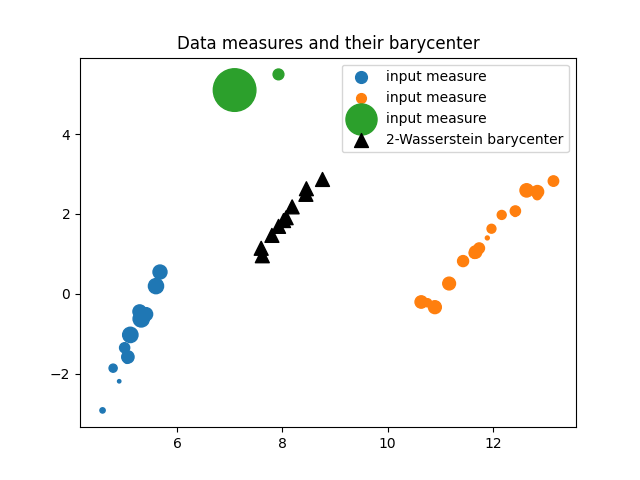 Data measures and their barycenter
input measure
input measure
input measure
2-Wasserstein barycenter
4
2
0
−2
6
8
10
12